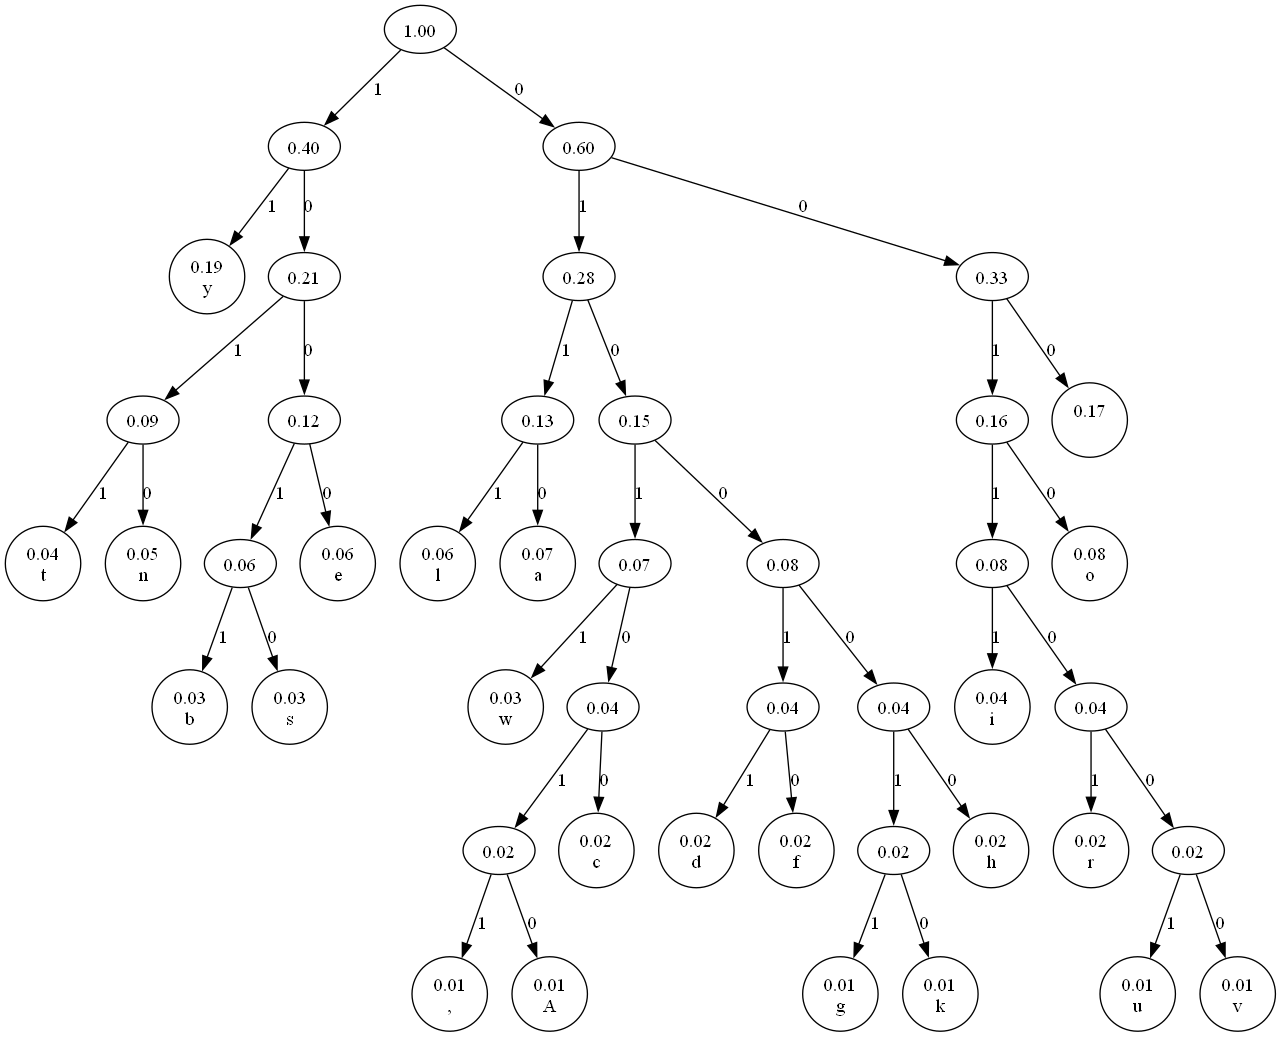 1.00
1 0
0.40 0.60
1 0 1 0
0.19
y
0.21 0.28 0.33
1 0 1 0 1 0
0.09 0.12 0.13 0.15 0.16 0.17
1 0 1 0 1 0 1 0 1 0
0.04
t
0.05
n
0.06
0.06
e
0.06
l
0.07
a
0.07 0.08 0.08
0.08
o
1 0 1 0 1 0 1 0
0.03
b
0.03
s
0.03
w
0.04 0.04 0.04
0.04
i
0.04
1 0 1 0 1 0 1 0
0.02
0.02
c
0.02
d
0.02
f
0.02
0.02
h
0.02
r
0.02
1 0 1 0 1 0
0.01
,
0.01
A
0.01
g
0.01
k
0.01
u
0.01
v